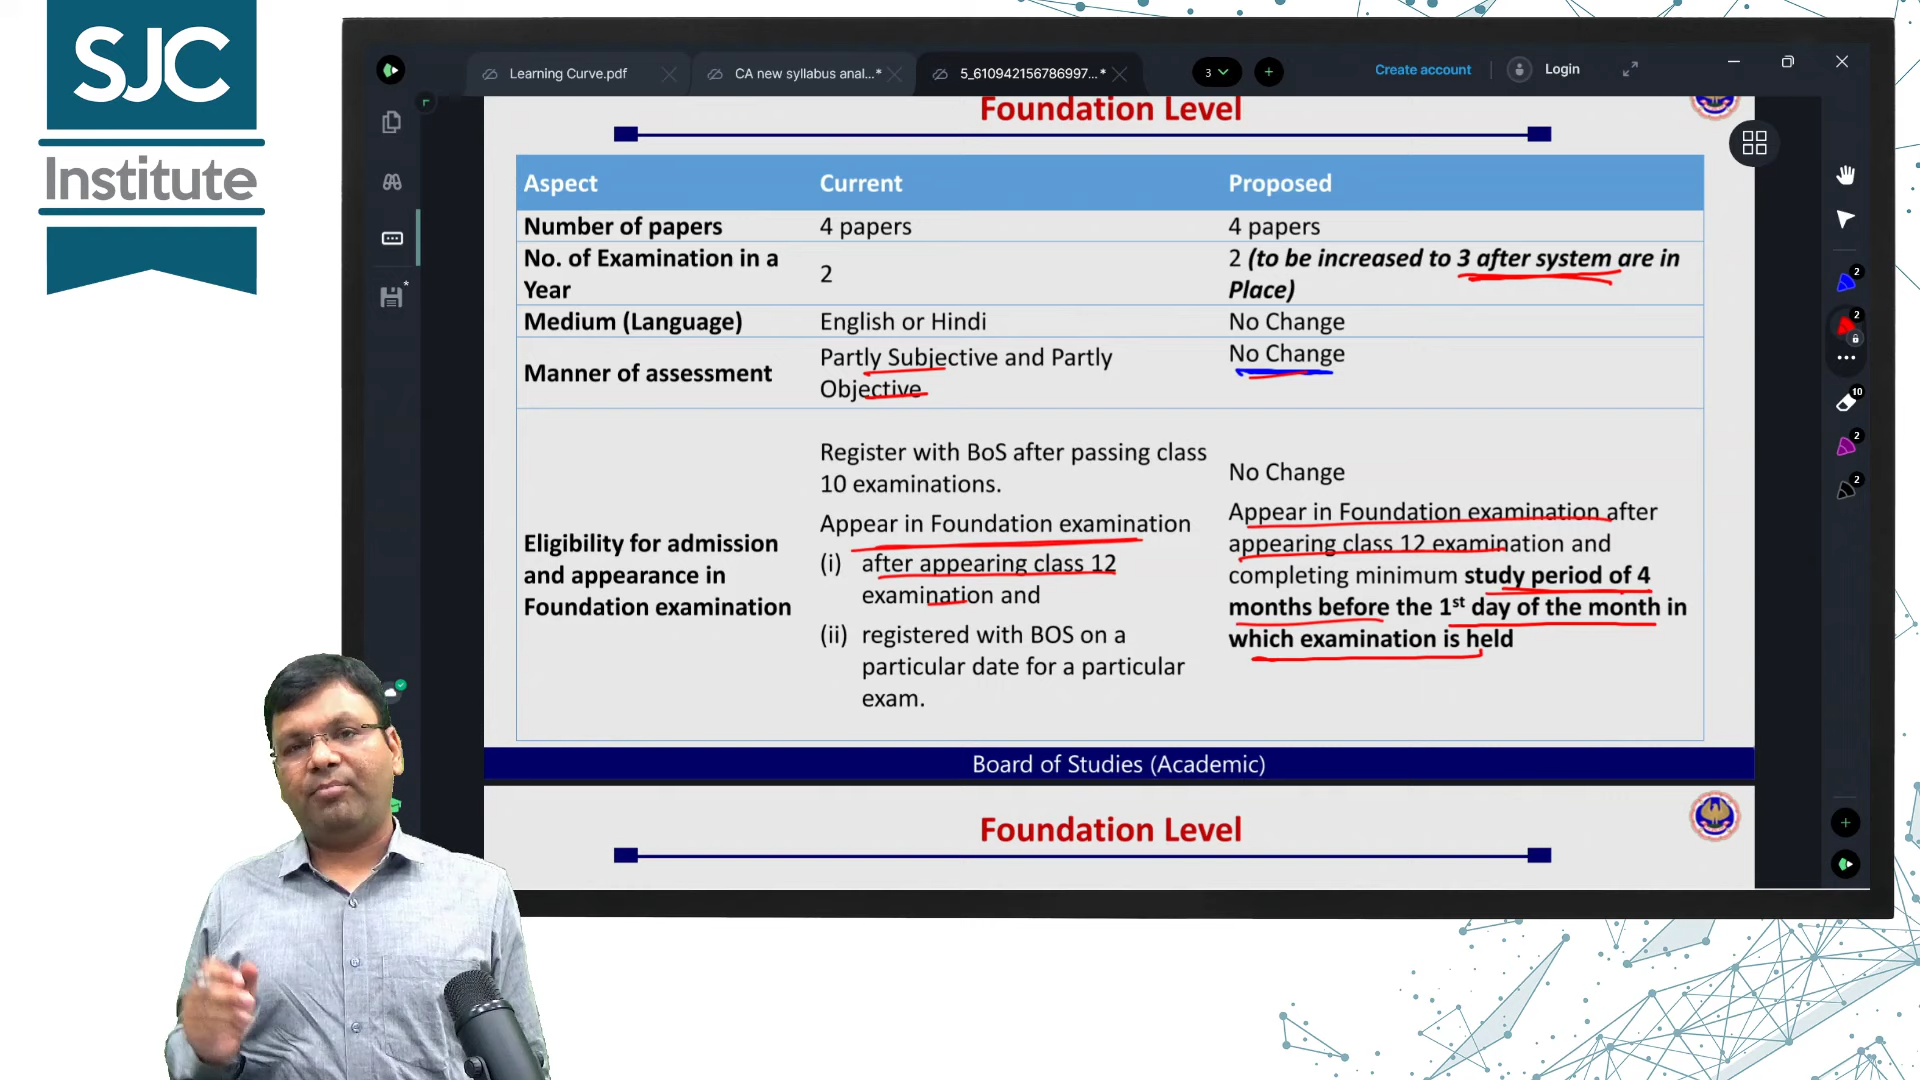 SJC
Institute
Learning Curve.pdf
CA new syllabus anal...*
5_610942156786997...*
3
Create account
Login
Foundation Level
Aspect
Current
Proposed
Number of papers
4 papers
4 papers
No. of Examination in a
Year
2
2 (to be increased to 3 after system are in
Place)
Medium (Language)
English or Hindi
No Change
Manner of assessment
Partly Subjective and Partly
Objective
No Change
Eligibility for admission
and appearance in
Foundation examination
Register with BoS after passing class
10 examinations.
Appear in Foundation examination
(i) after appearing class 12
examination and
(ii) registered with BOS on a
particular date for a particular
exam.
No Change
Appear in Foundation examination after
appearing class 12 examination and
completing minimum study period of 4
months before the 1st day of the month in
which examination is held
Board of Studies (Academic)
Foundation Level
2
2
10
2
2